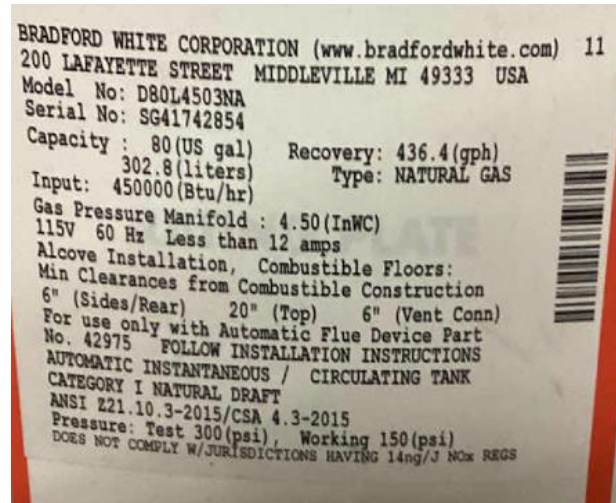 BRADFORD WHITE CORPORATION (www.bradfordwhite.com) 11
200 LAFAYETTE STREET MIDDLEVILLE MI 49333 USA
Model No: D80L4503NA
Serial No: SG41742854
Capacity : 80(US gal) Recovery: 436.4(gph)
302.8(liters) Type: NATURAL GAS
Input: 450000(Btu/hr)
Gas Pressure Manifold : 4.50(InWC)
115V 60 Hz Less than 12 amps
Alcove Installation, Combustible Floors:
Min Clearances from Combustible Construction
6" (Sides/Rear) 20" (Top) 6" (Vent Conn)
For use only with Automatic Flue Device Part
No. 42975 FOLLOW INSTALLATION INSTRUCTIONS
AUTOMATIC INSTANTANEOUS / CIRCULATING TANK
CATEGORY I NATURAL DRAFT
ANSI Z21.10.3-2015/CSA 4.3-2015
Pressure: Test 300(psi), Working 150(psi)
DOES NOT COMPLY W/JURISDICTIONS HAVING 14ng/J NOx REGS